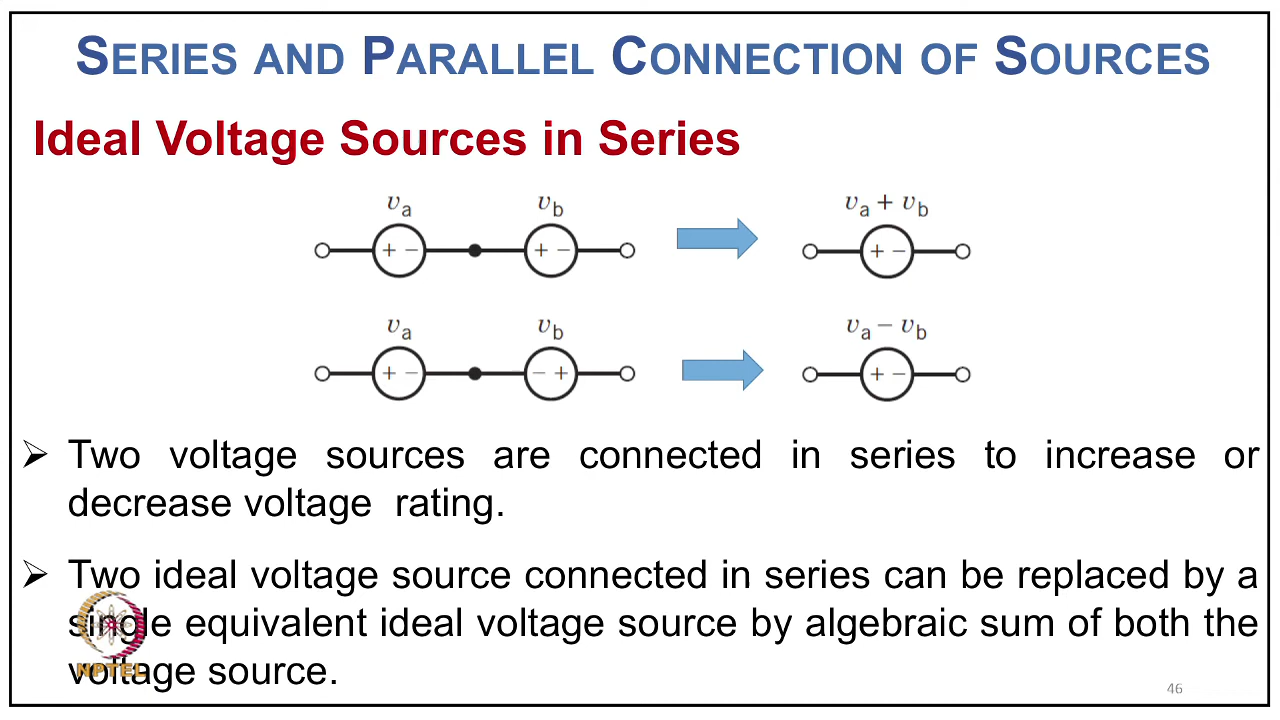 SERIES AND PARALLEL CONNECTION OF SOURCES
Ideal Voltage Sources in Series
va vb va + vb
+ − + − + −
va vb va − vb
+ − − + + −
➢ Two voltage sources are connected in series to increase or
decrease voltage rating.
➢ Two ideal voltage source connected in series can be replaced by a
single equivalent ideal voltage source by algebraic sum of both the
voltage source.
NPTEL
46